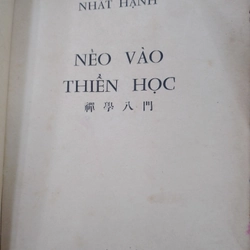 NHẤT HẠNH
NẺO VÀO
THIỀN HỌC
禪學八門